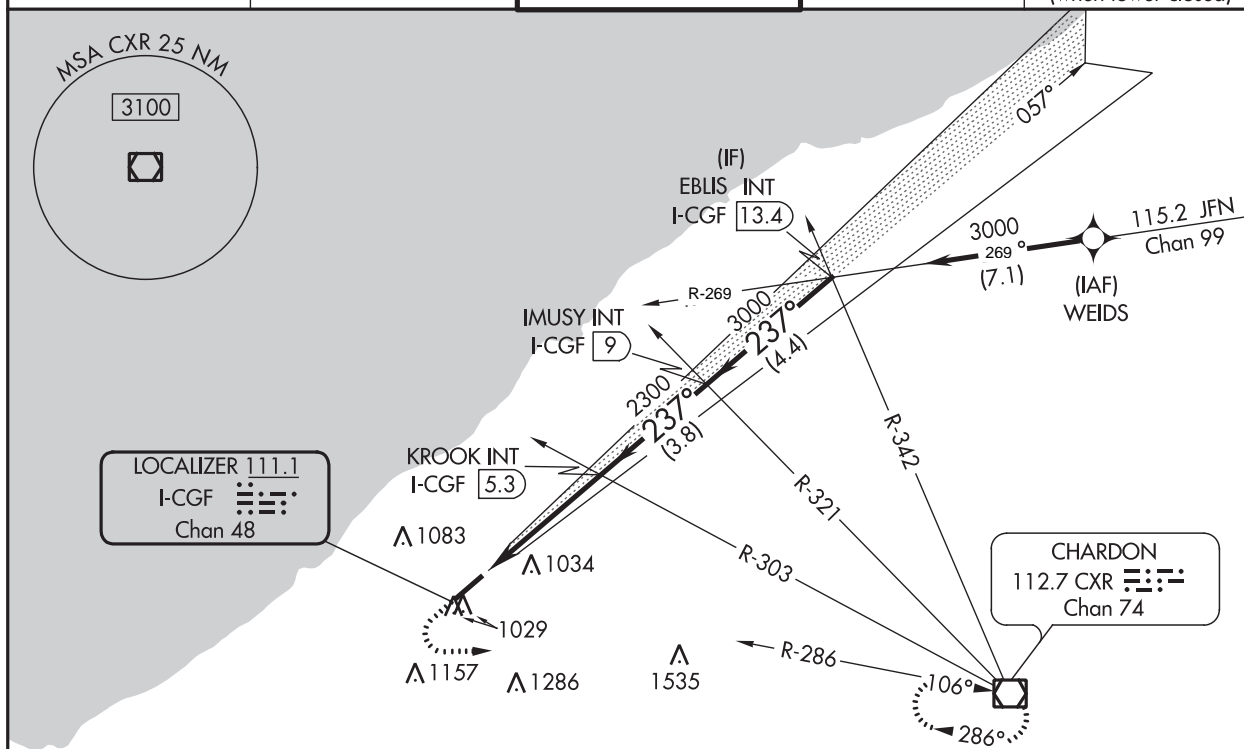 (when tower closed)
MSA CXR 25 NM
3100
057°
(IF)
EBLIS INT
I-CGF 13.4
3000
269°
(7.1)
115.2 JFN
Chan 99
(IAF)
WEIDS
R-269
IMUSY INT
I-CGF 9
3000
237°
(4.4)
2300
237°
(3.8)
R-342
KROOK INT
I-CGF 5.3
R-321
LOCALIZER 111.1
I-CGF
Chan 48
1083
1034
R-303
CHARDON
112.7 CXR
Chan 74
1029
1157
1286
1535
R-286
106°
286°